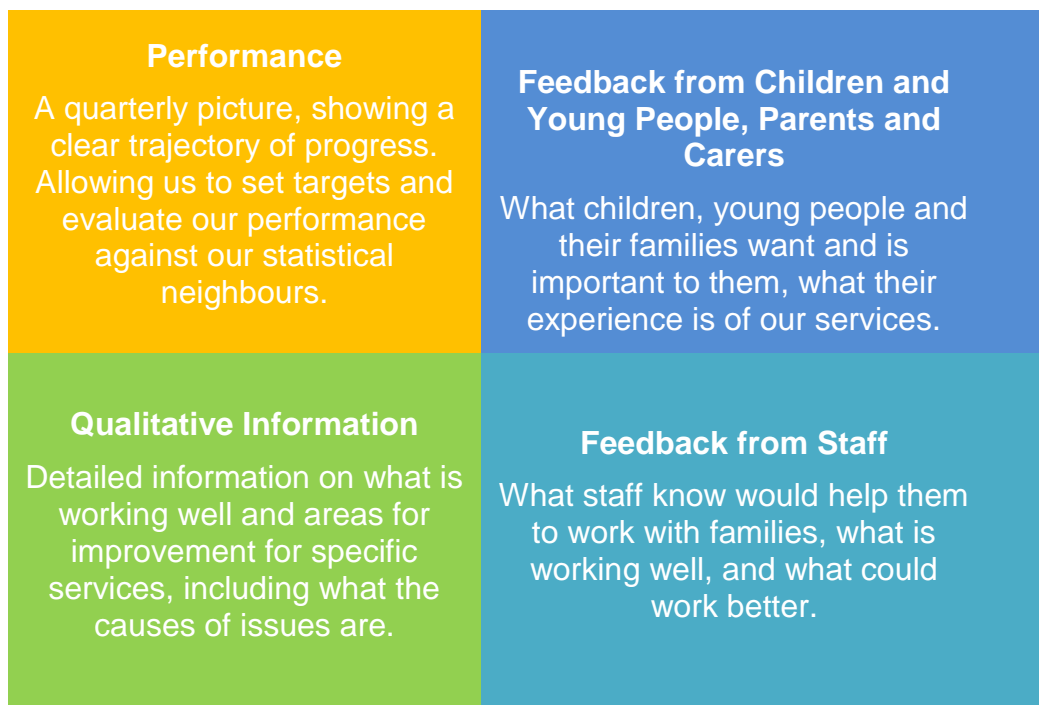 Performance
A quarterly picture, showing a
clear trajectory of progress.
Allowing us to set targets and
evaluate our performance
against our statistical
neighbours.
Feedback from Children and
Young People, Parents and
Carers
What children, young people and
their families want and is
important to them, what their
experience is of our services.
Qualitative Information
Detailed information on what is
working well and areas for
improvement for specific
services, including what the
causes of issues are.
Feedback from Staff
What staff know would help them
to work with families, what is
working well, and what could
work better.